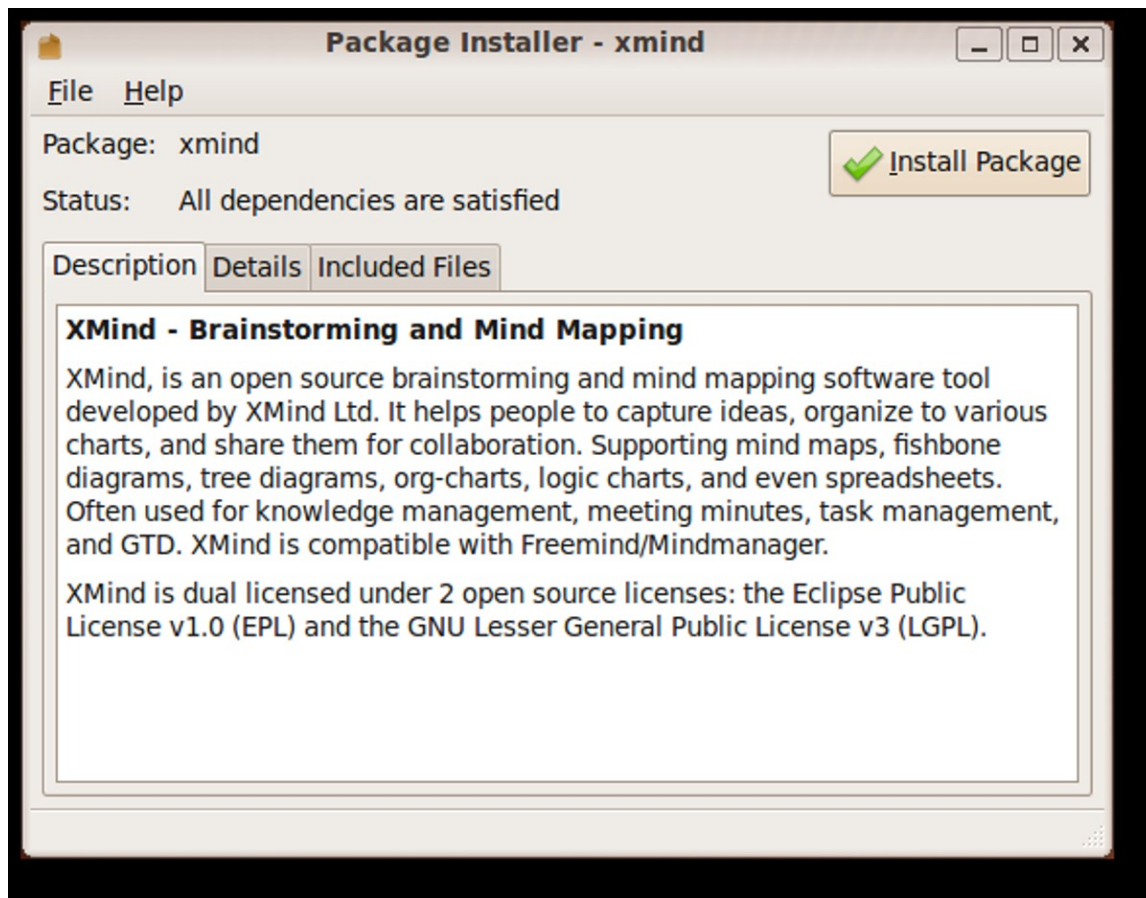 Package Installer - xmind
File Help
Package: xmind
Install Package
Status: All dependencies are satisfied
Description Details Included Files
XMind - Brainstorming and Mind Mapping
XMind, is an open source brainstorming and mind mapping software tool
developed by XMind Ltd. It helps people to capture ideas, organize to various
charts, and share them for collaboration. Supporting mind maps, fishbone
diagrams, tree diagrams, org-charts, logic charts, and even spreadsheets.
Often used for knowledge management, meeting minutes, task management,
and GTD. XMind is compatible with Freemind/Mindmanager.
XMind is dual licensed under 2 open source licenses: the Eclipse Public
License v1.0 (EPL) and the GNU Lesser General Public License v3 (LGPL).